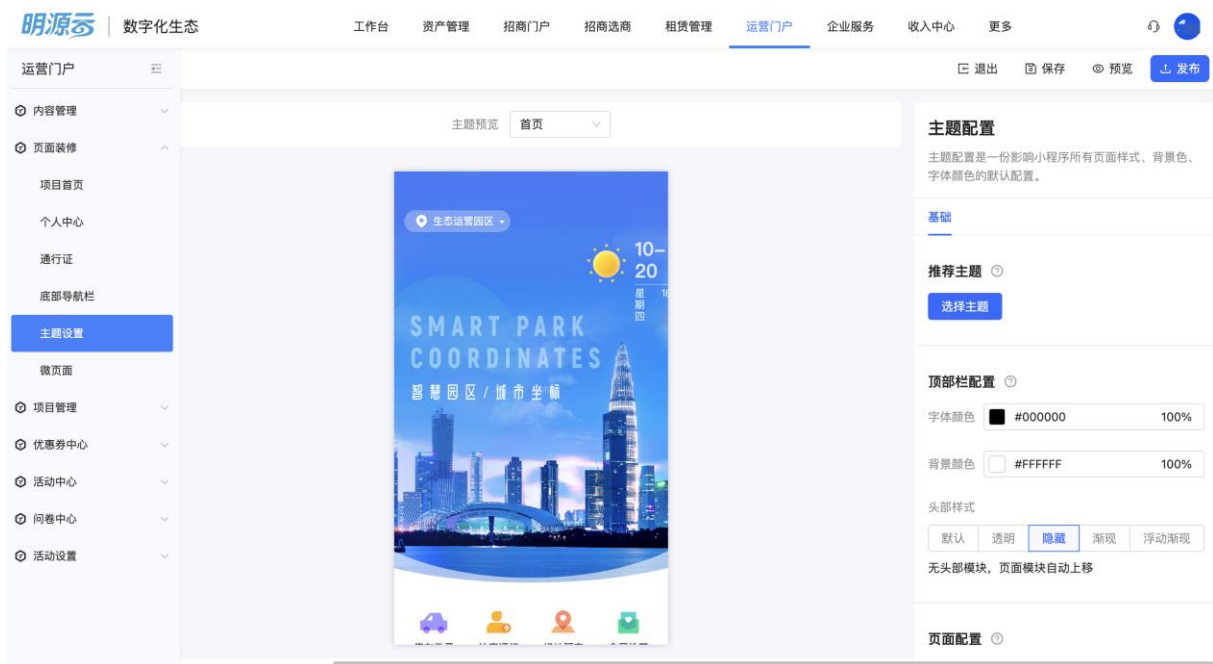 明源云 数字化生态 工作台 资产管理 招商门户 招商选商 租赁管理 运营门户 企业服务 收入中心 更多
运营门户
退出 保存 预览 发布
内容管理
页面装修
项目首页
个人中心
通行证
底部导航栏
主题设置
微页面
项目管理
优惠券中心
活动中心
问卷中心
活动设置
主题预览 首页
生态运营园区
10-
20
星期四
SMART PARK
COORDINATES
智慧园区/城市坐标
主题配置
主题配置是一份影响小程序所有页面样式、背景色、
字体颜色的默认配置。
基础
推荐主题
选择主题
顶部栏配置
字体颜色 #000000 100%
背景颜色 #FFFFFF 100%
头部样式
默认 透明 隐藏 渐现 浮动渐现
无头部模块，页面模块自动上移
页面配置